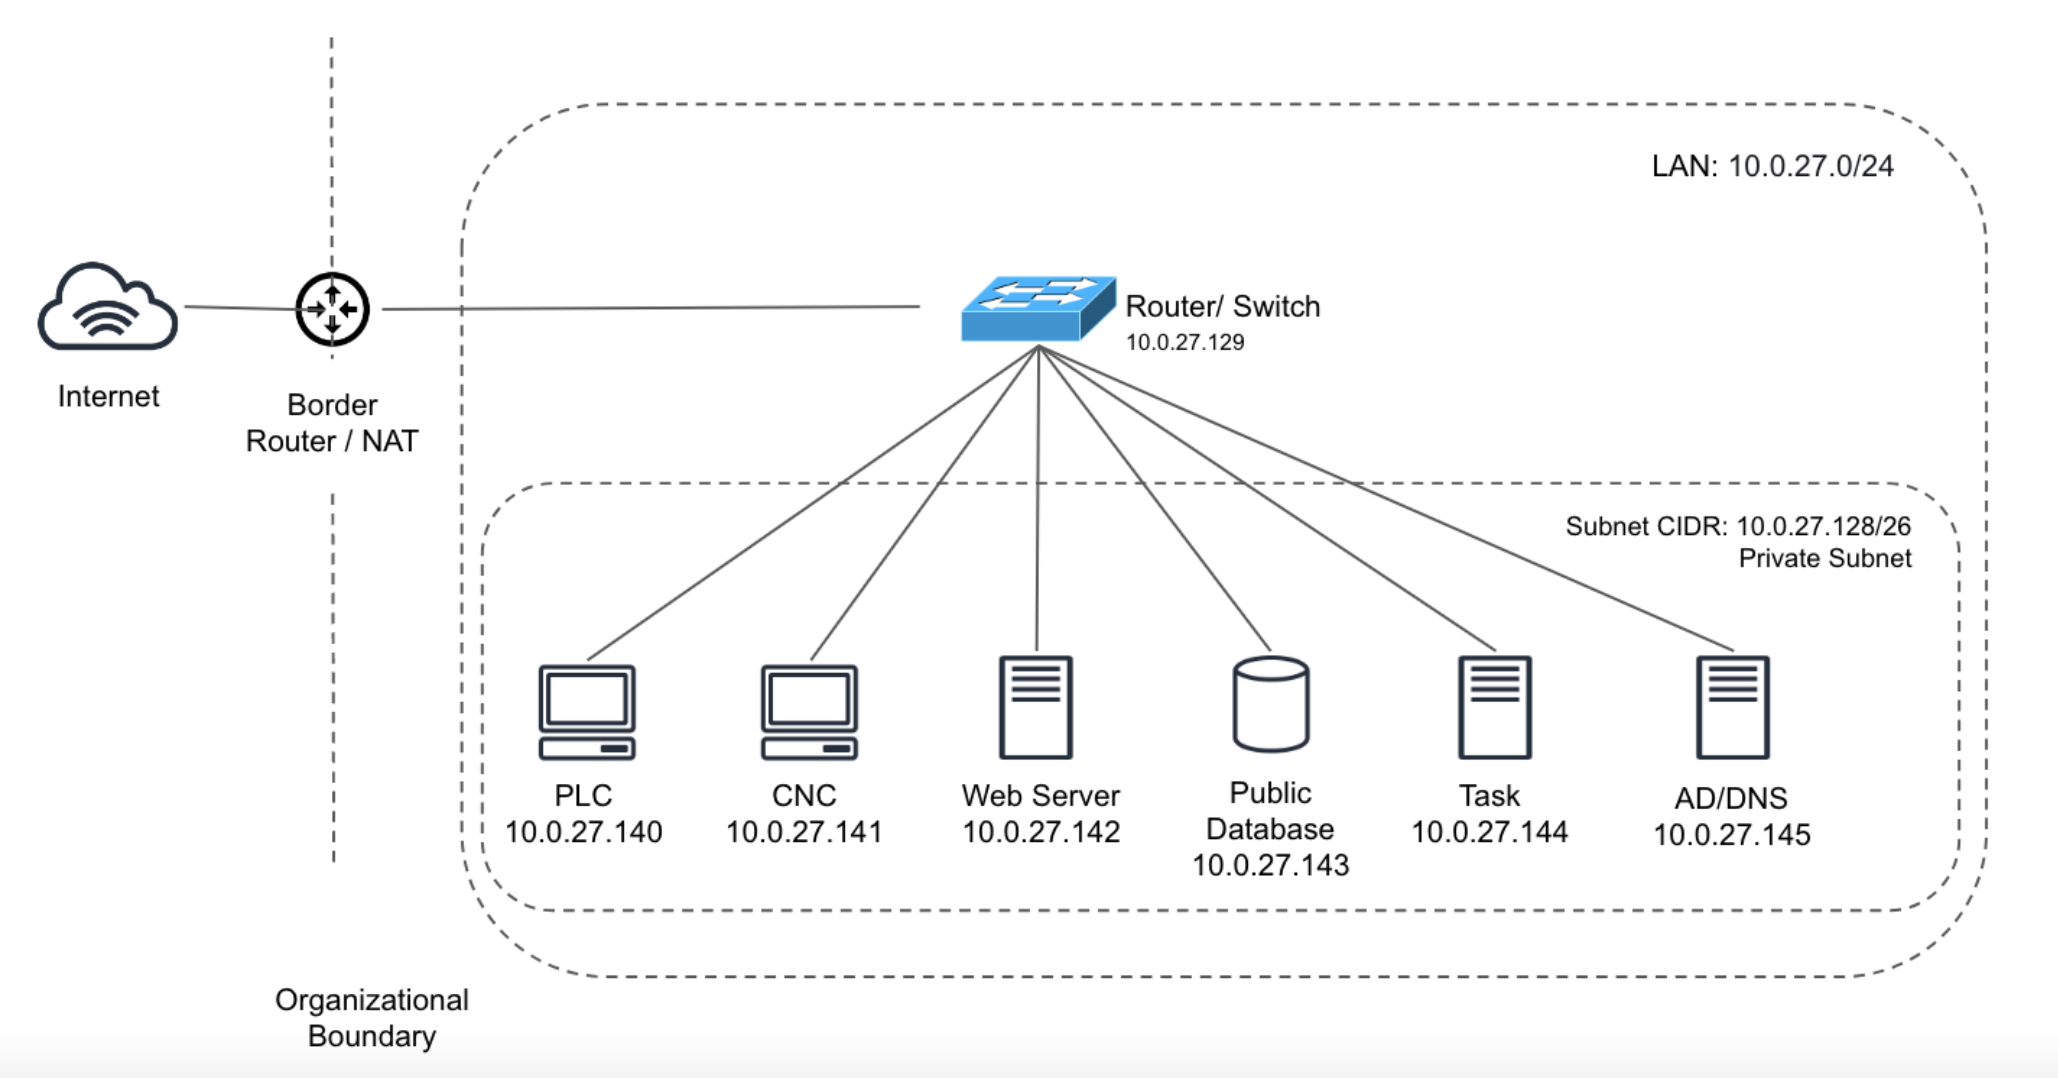 LAN: 10.0.27.0/24
Router/ Switch
10.0.27.129
Internet
Border
Router / NAT
Subnet CIDR: 10.0.27.128/26
Private Subnet
PLC
10.0.27.140
CNC
10.0.27.141
Web Server
10.0.27.142
Public
Database
10.0.27.143
Task
10.0.27.144
AD/DNS
10.0.27.145
Organizational
Boundary